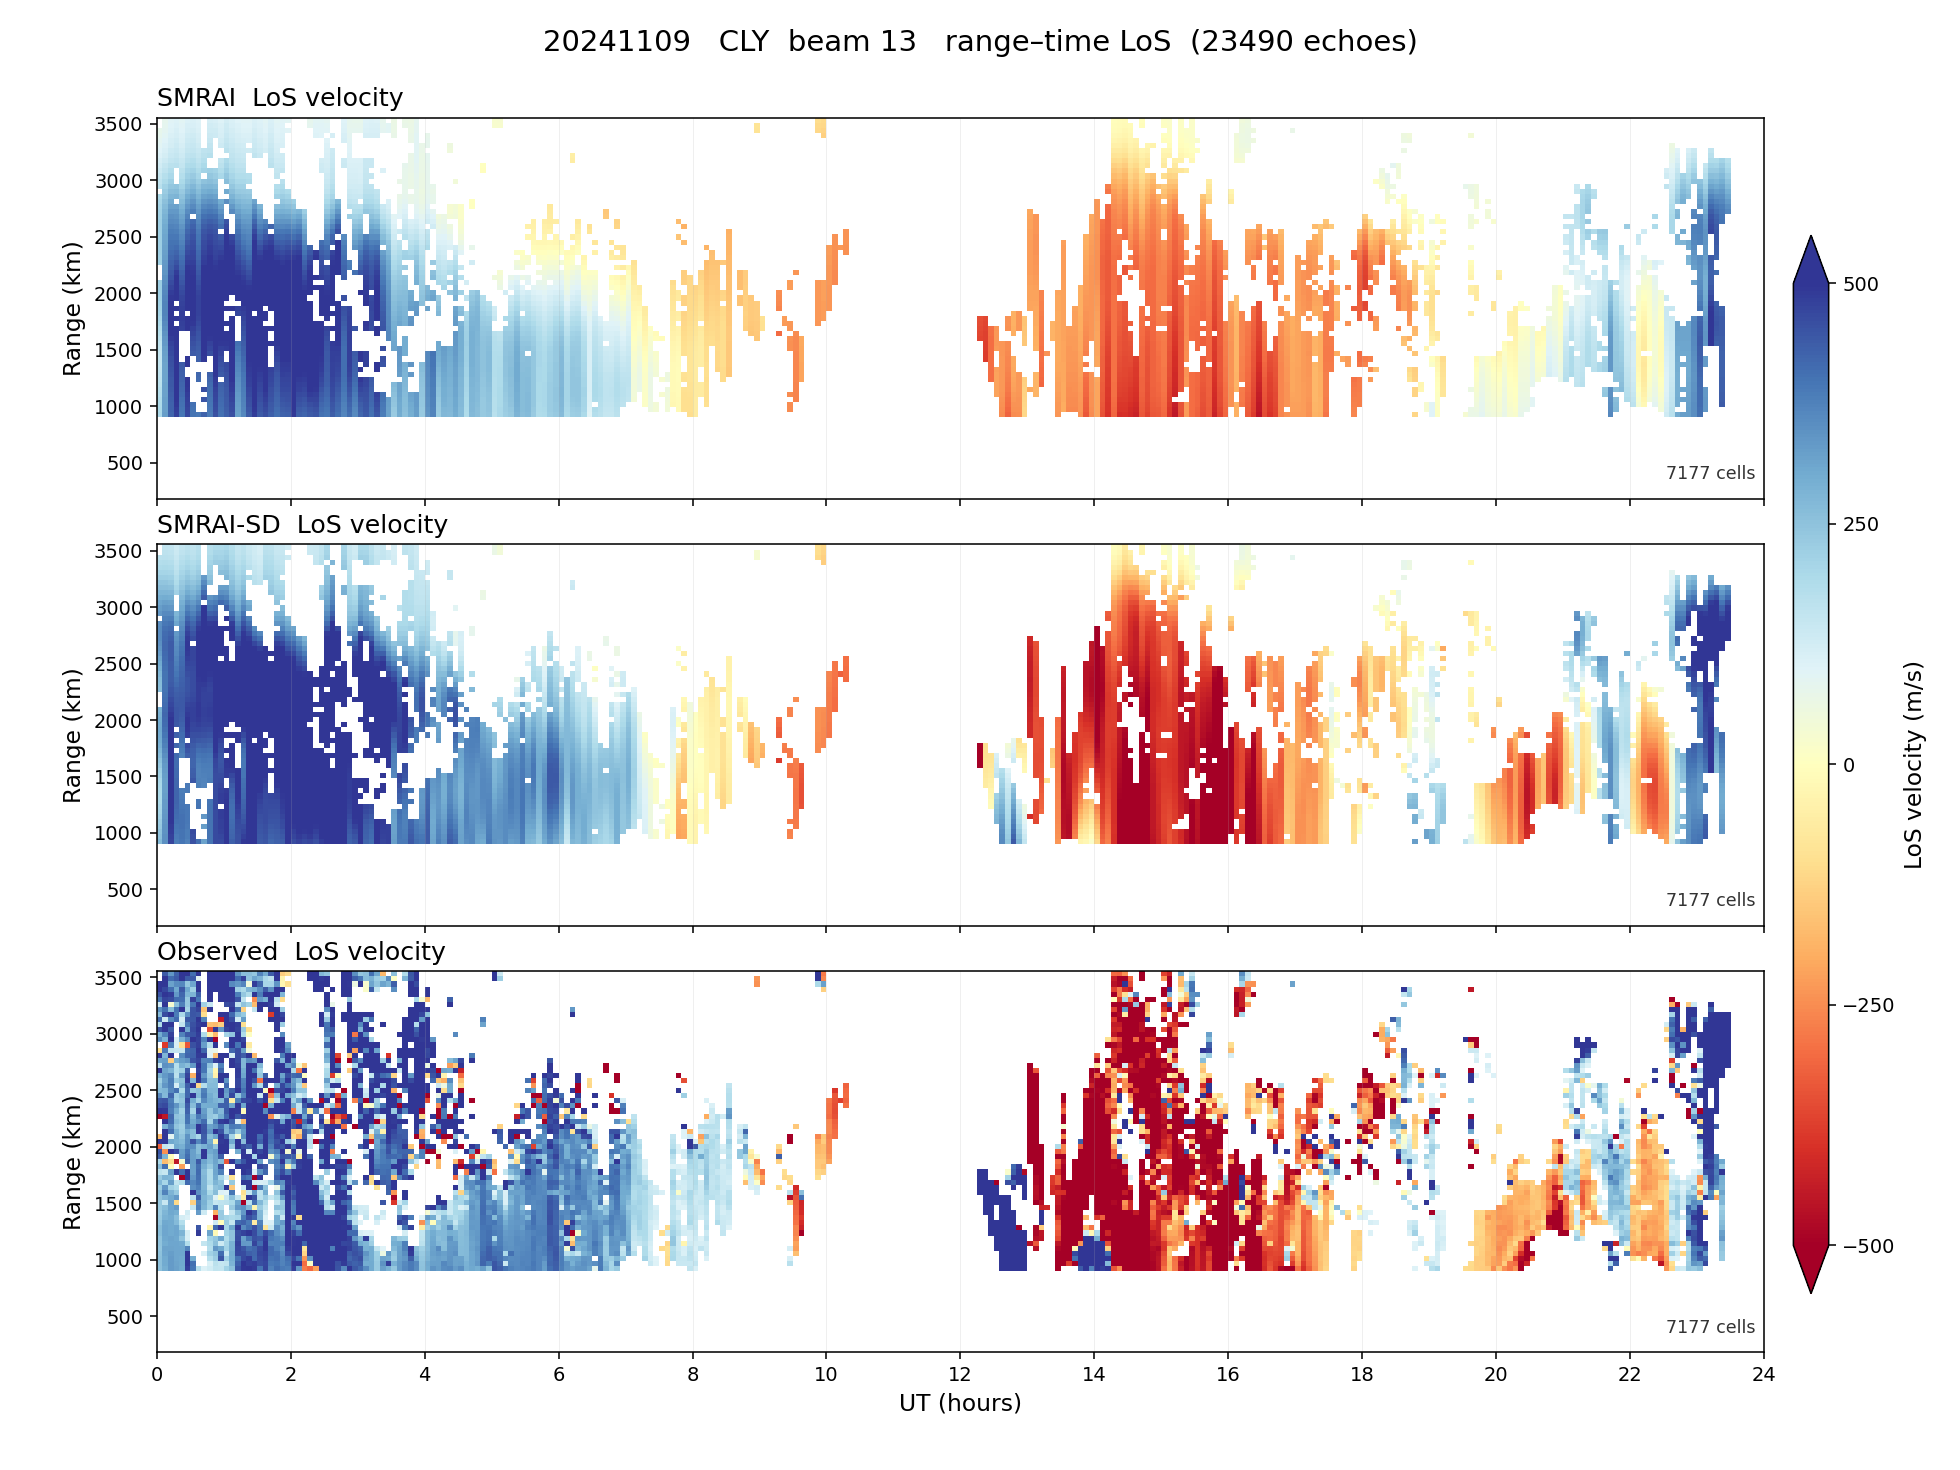 20241109   CLY  beam 13   range–time LoS  (23490 echoes)
SMRAI  LoS velocity
3500
3000
2500
2000
1500
1000
500
Range (km)
7177 cells
SMRAI-SD  LoS velocity
3500
3000
2500
2000
1500
1000
500
Range (km)
7177 cells
Observed  LoS velocity
3500
3000
2500
2000
1500
1000
500
Range (km)
7177 cells
0 2 4 6 8 10 12 14 16 18 20 22 24
UT (hours)
500
250
0
−250
−500
LoS velocity (m/s)